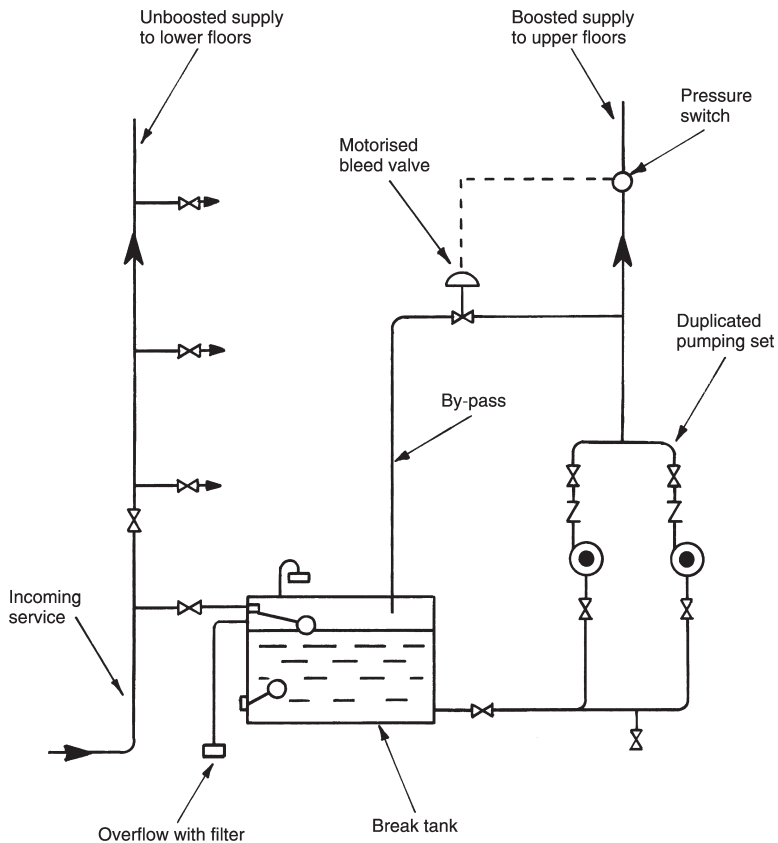 Unboosted supply
to lower floors
Boosted supply
to upper floors
Pressure
switch
Motorised
bleed valve
Duplicated
pumping set
By-pass
Incoming
service
Overflow with filter
Break tank